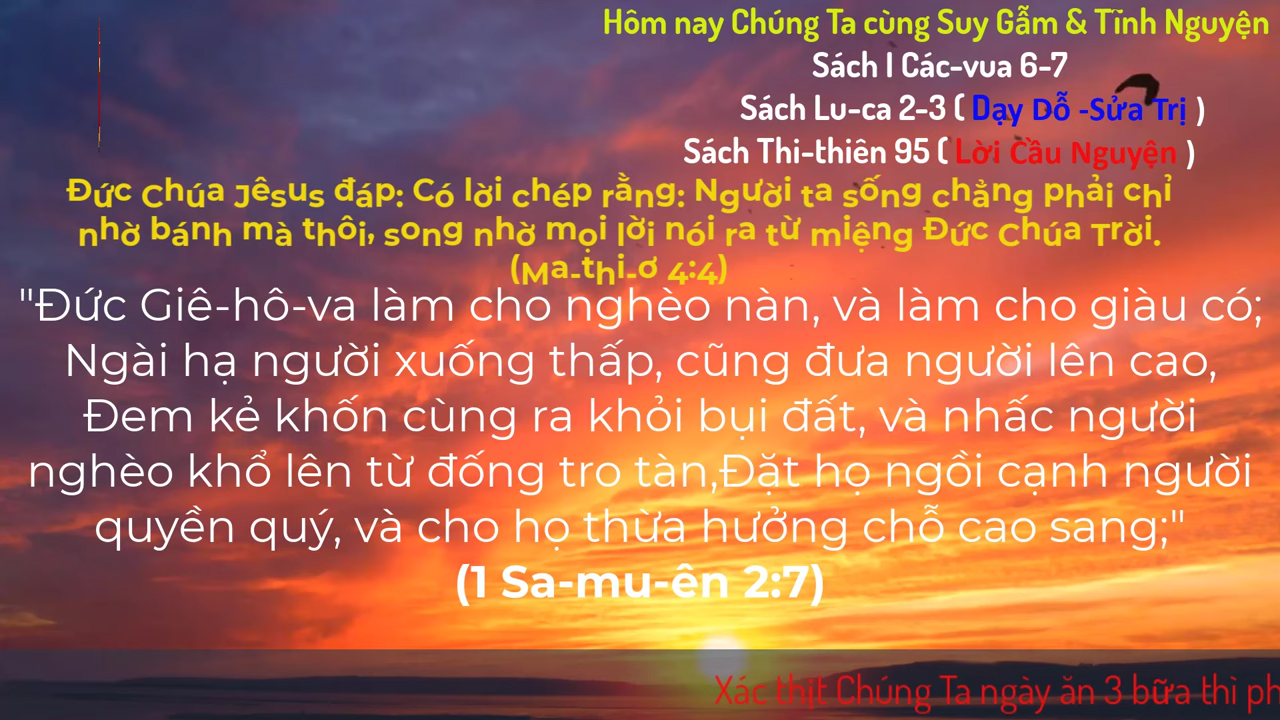 Hôm nay Chúng Ta cùng Suy Gẫm & Tĩnh Nguyện
Sách I Các-vua 6-7
Sách Lu-ca 2-3 ( Dạy Dỗ -Sửa Trị )
Sách Thi-thiên 95 ( Lời Cầu Nguyện )
Đức Chúa Jêsus đáp: Có lời chép rằng: Người ta sống chẳng phải chỉ
nhờ bánh mà thôi, song nhờ mọi lời nói ra từ miệng Đức Chúa Trời.
(Ma-thi-ơ 4:4)
"Đức Giê-hô-va làm cho nghèo nàn, và làm cho giàu có;
Ngài hạ người xuống thấp, cũng đưa người lên cao,
Đem kẻ khốn cùng ra khỏi bụi đất, và nhấc người
nghèo khổ lên từ đống tro tàn,Đặt họ ngồi cạnh người
quyền quý, và cho họ thừa hưởng chỗ cao sang;"
(1 Sa-mu-ên 2:7)
Xác thịt Chúng Ta ngày ăn 3 bữa thì